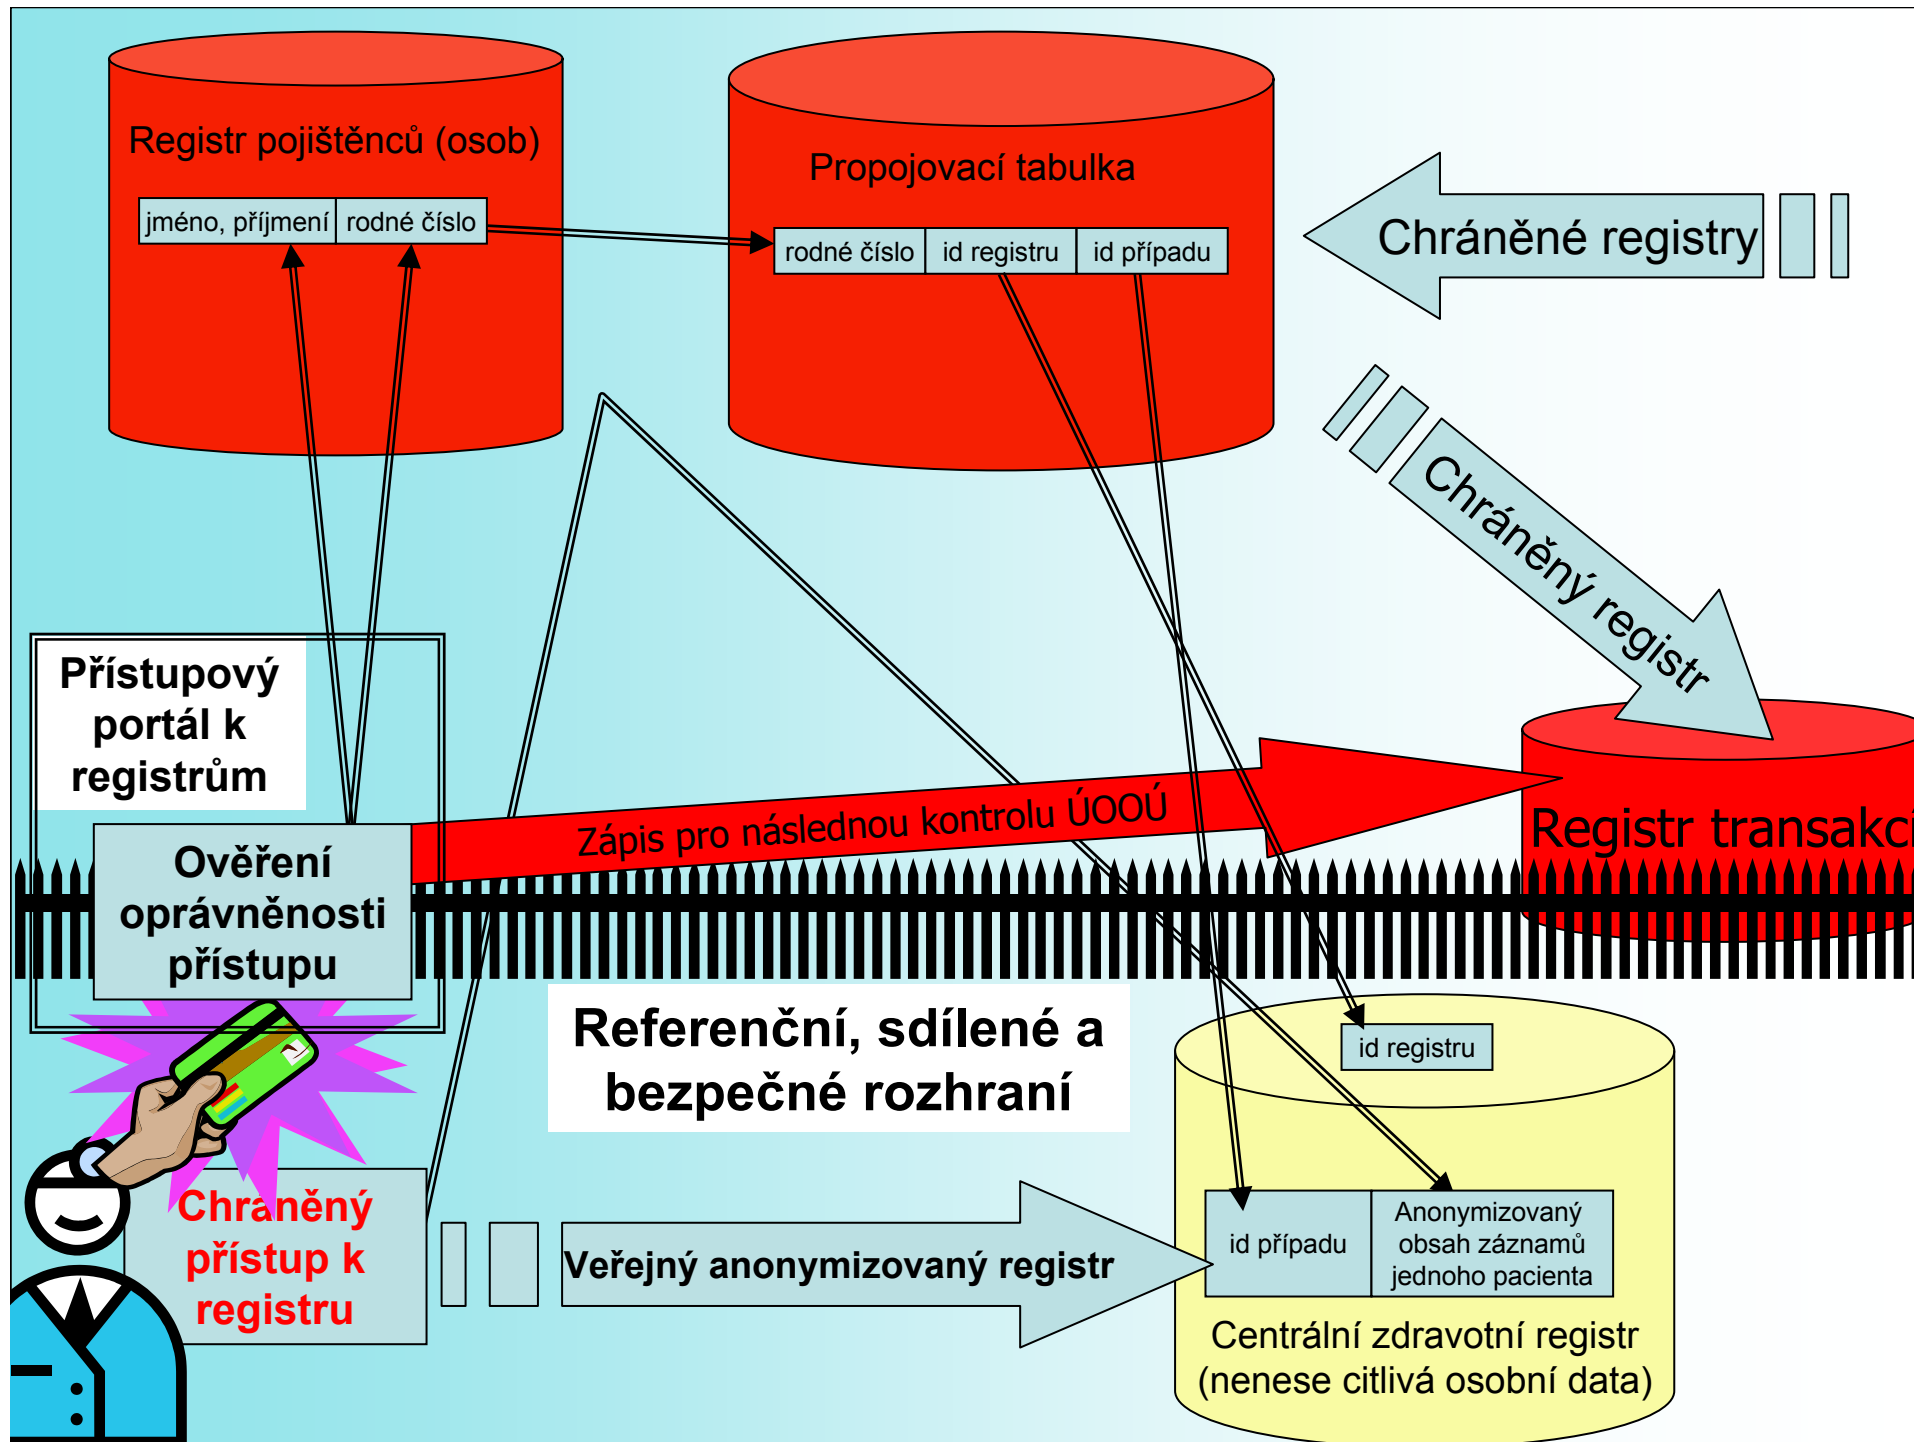 Registr pojištěnců (osob)
jméno, příjmení
rodné číslo
Propojovací tabulka
rodné číslo
id registru
id případu
Chráněné registry
Chráněný registr
Přístupový
portál k
registrům
Ověření
oprávněnosti
přístupu
Zápis pro následnou kontrolu ÚOOÚ
Registr transakcí
Referenční, sdílené a
bezpečné rozhraní
id registru
Chráněný
přístup k
registru
Veřejný anonymizovaný registr
id případu
Anonymizovaný
obsah záznamů
jednoho pacienta
Centrální zdravotní registr
(nenese citlivá osobní data)